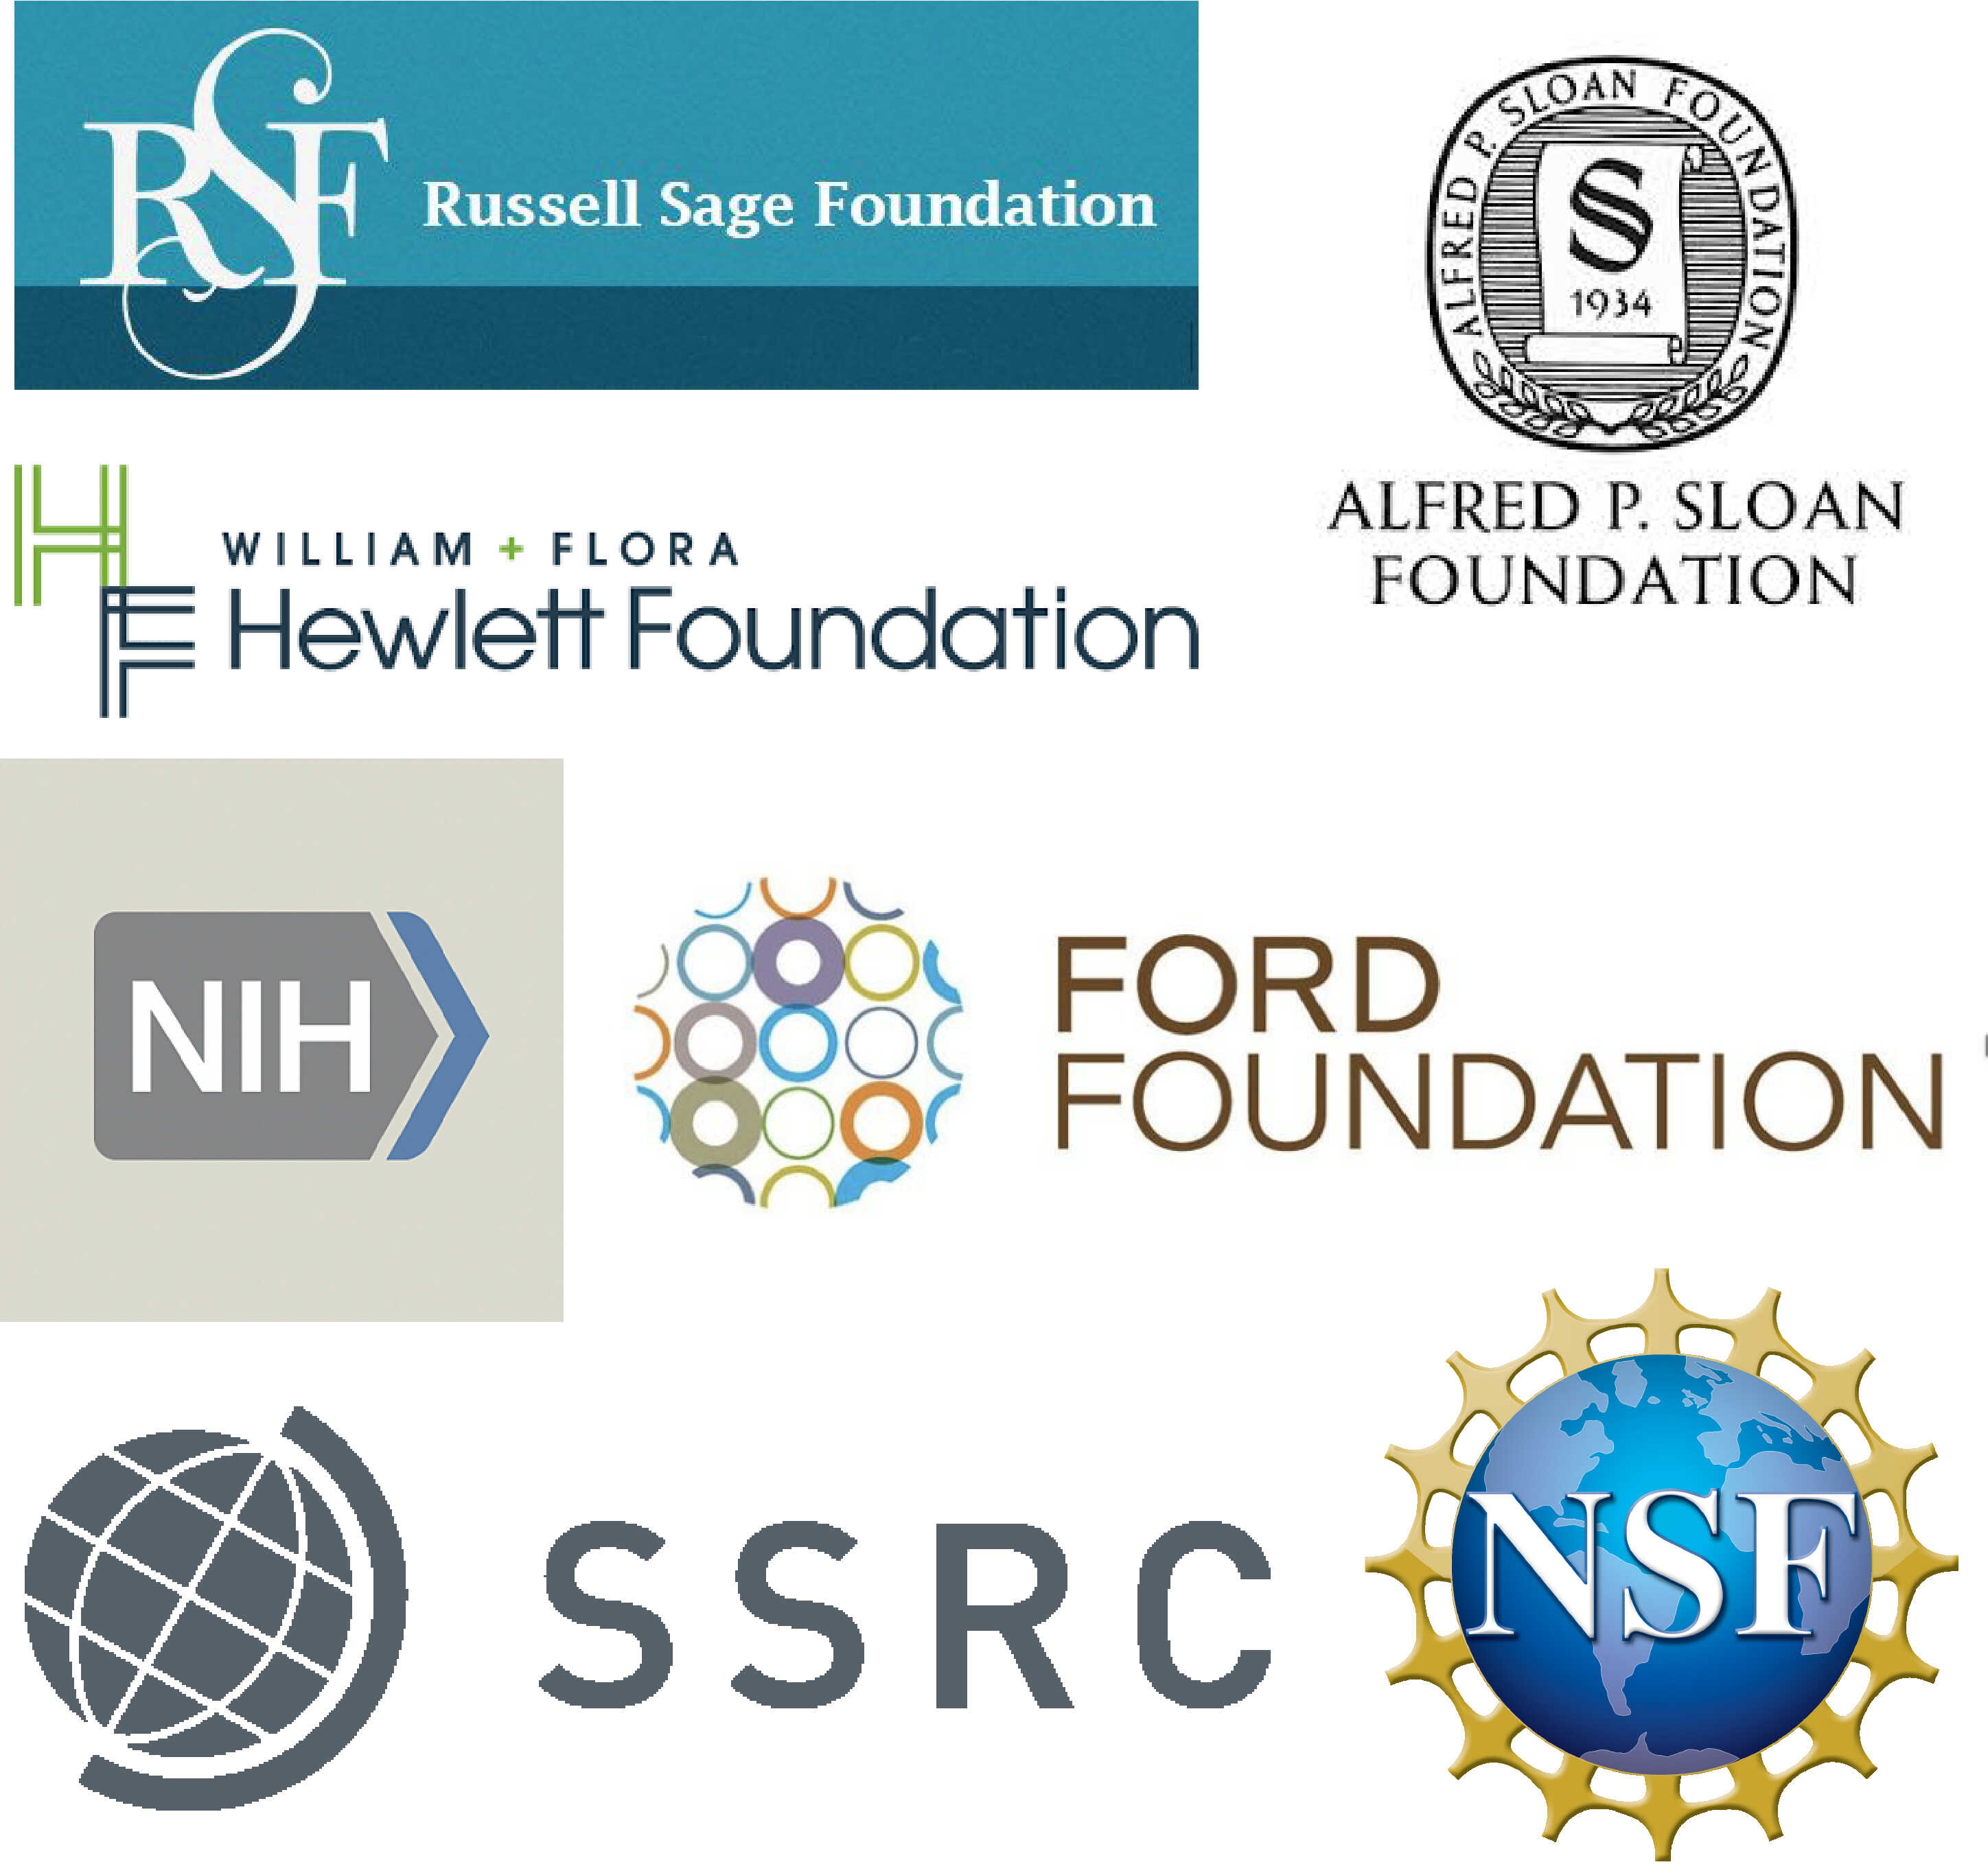 RSF
Russell Sage Foundation
ALFRED P. SLOAN FOUNDATION
S
1934
ALFRED P. SLOAN
FOUNDATION
HF
WILLIAM + FLORA
Hewlett Foundation
NIH
FORD
FOUNDATION
SSRC
NSF